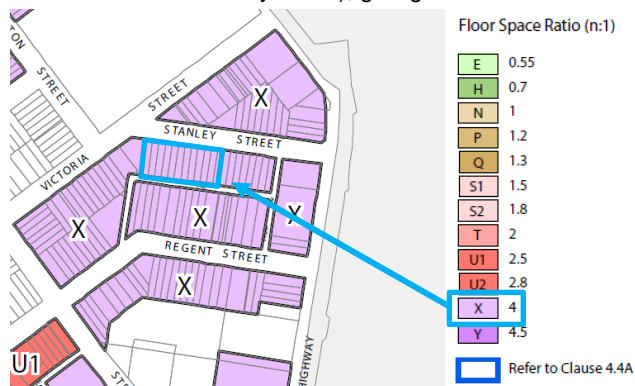 Floor Space Ratio (n:1)
E 0.55
H 0.7
N 1
P 1.2
Q 1.3
S1 1.5
S2 1.8
T 2
U1 2.5
U2 2.8
X 4
Y 4.5
Refer to Clause 4.4A
STREET
STREET
X
STANLEY STREET
VICTORIA
X
X
X
REGENT STREET
X
U1
HIGHWAY